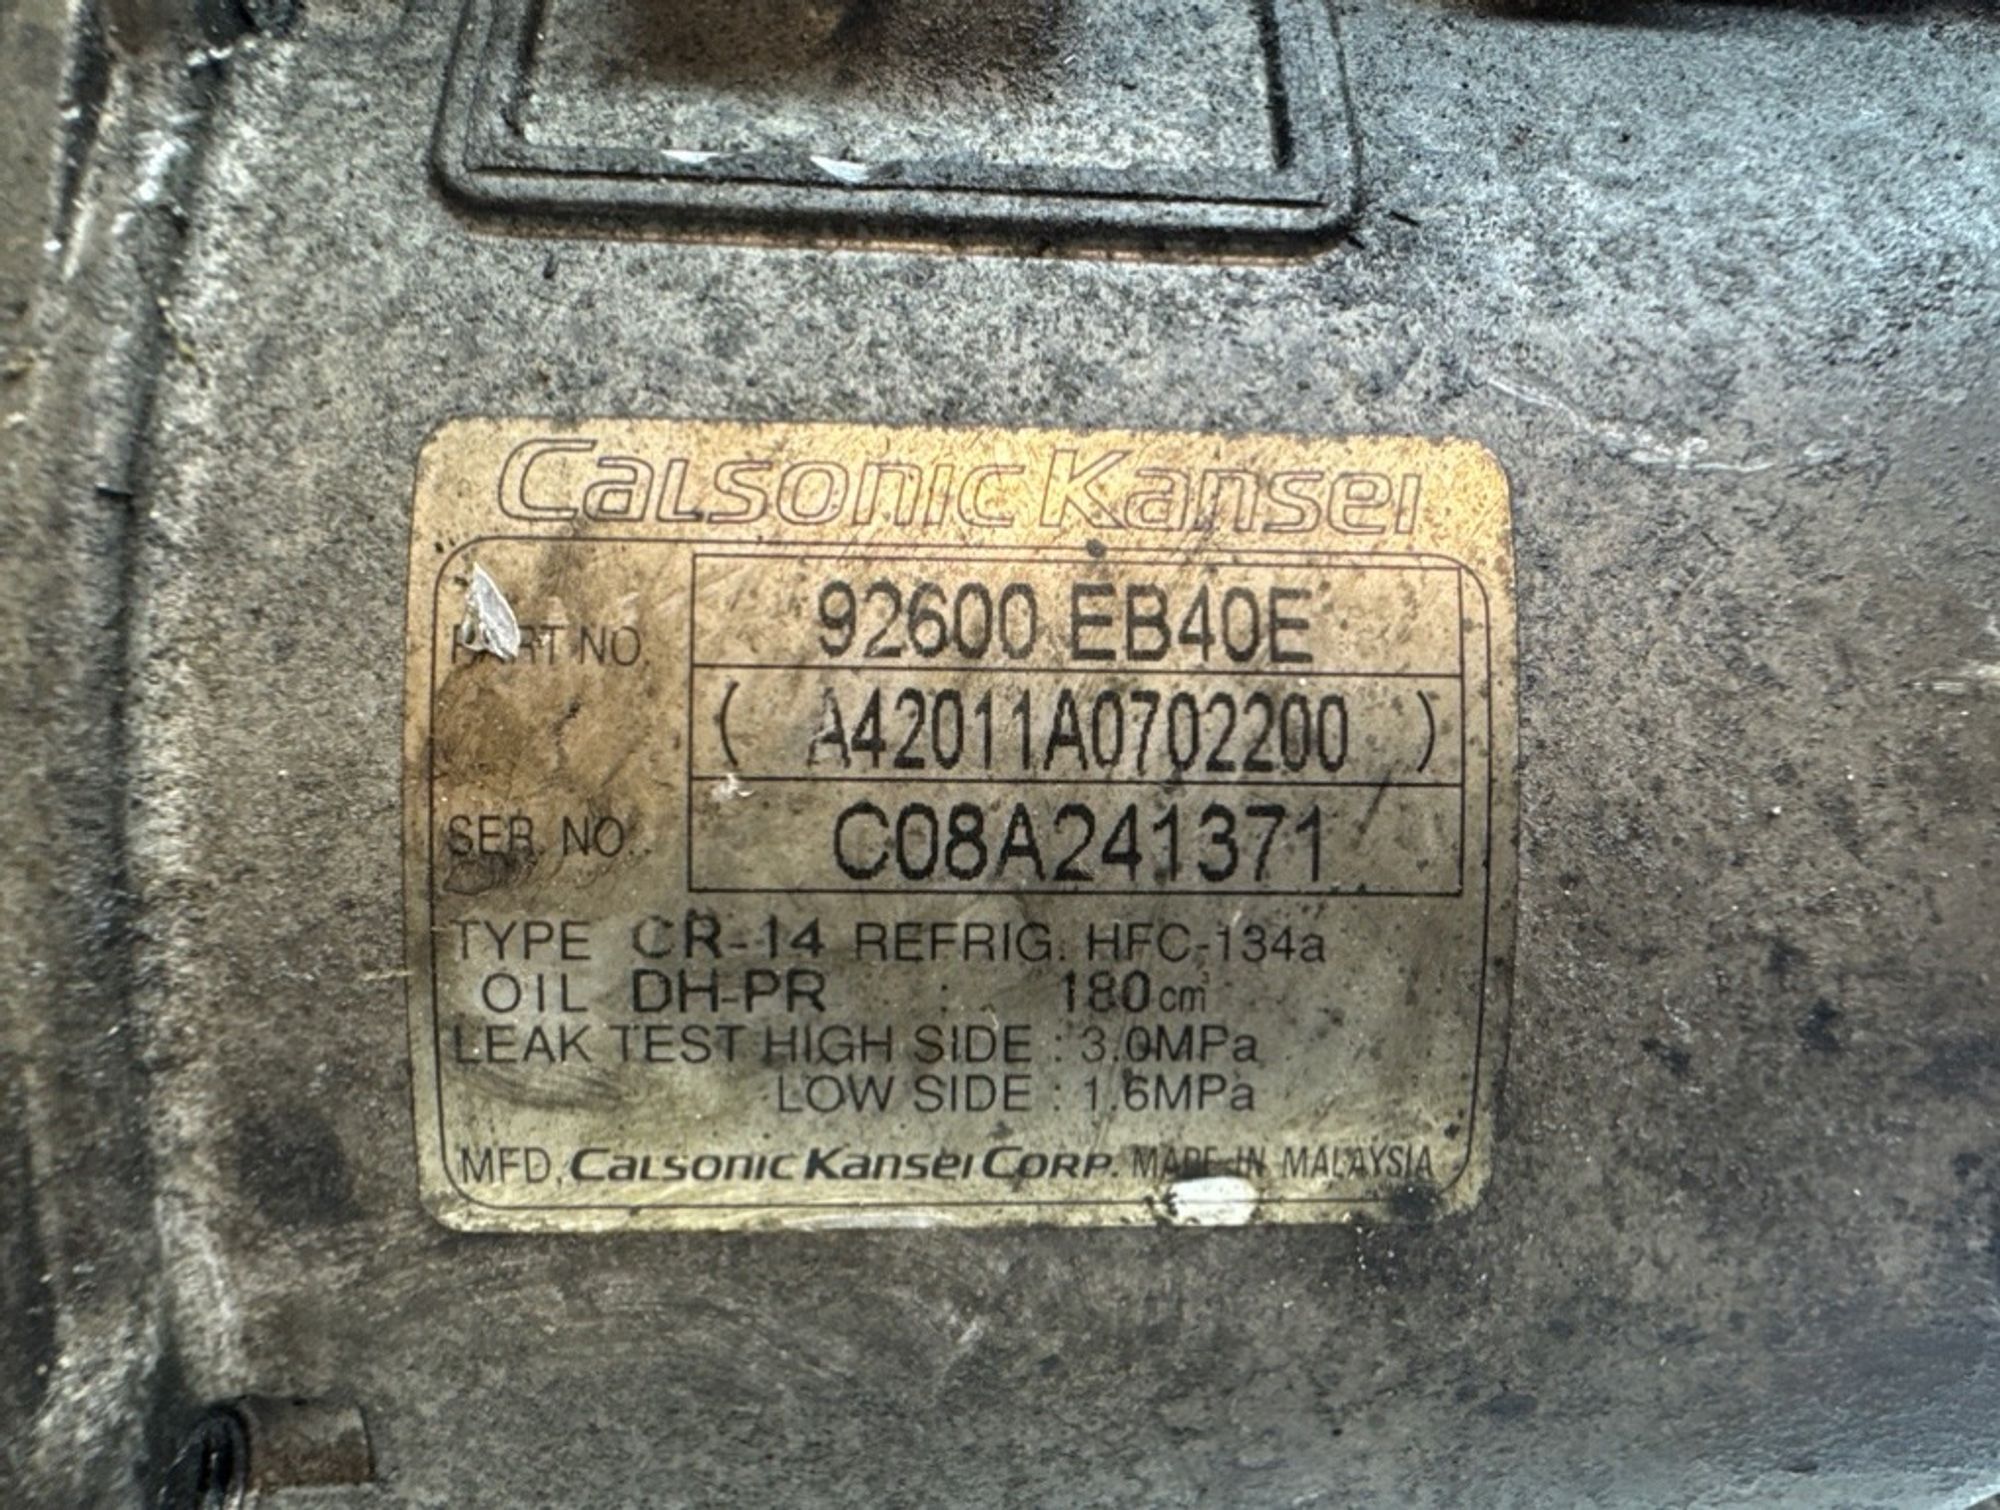 CALSONIC KANSEI
PART NO. 92600 EB40E
( A42011A0702200 )
SER. NO. C08A241371
TYPE CR-14 REFRIG. HFC-134a
OIL DH-PR : 180cm³
LEAK TEST HIGH SIDE : 3.0MPa
LOW SIDE : 1.6MPa
MFD. CALSONIC KANSEI CORP. MADE IN MALAYSIA